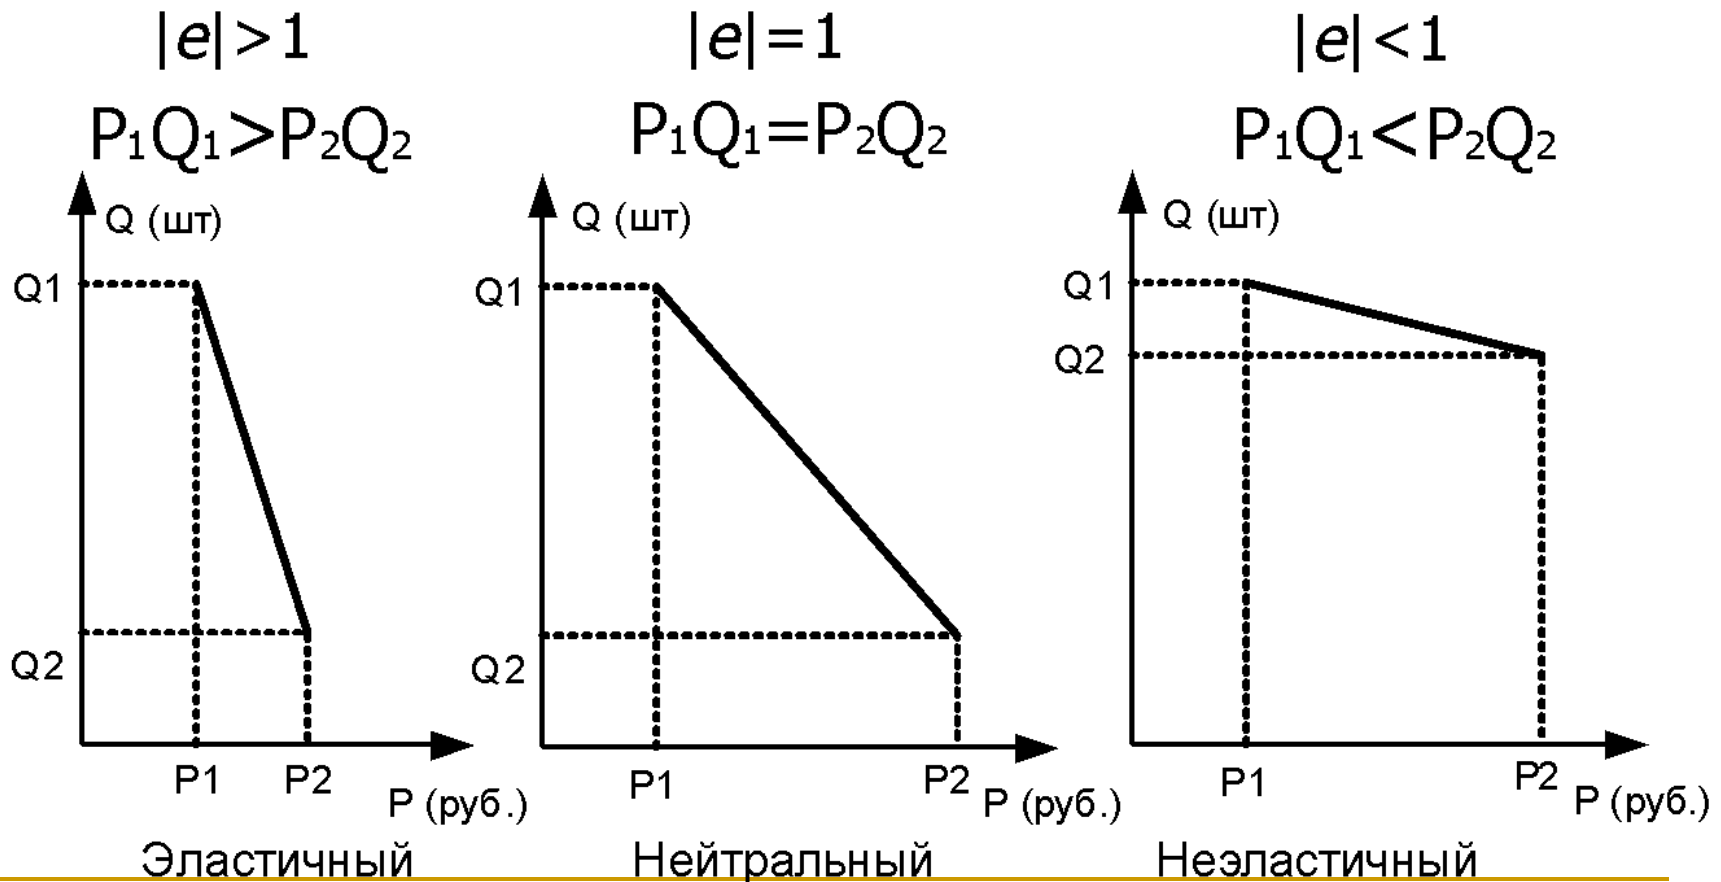 |e|>1
P₁Q₁>P₂Q₂
Q (шт)
Q1
Q2
P1 P2
P (руб.)
Эластичный
|e|=1
P₁Q₁=P₂Q₂
Q (шт)
Q1
Q2
P1 P2
P (руб.)
Нейтральный
|e|<1
P₁Q₁<P₂Q₂
Q (шт)
Q1
Q2
P1 P2
P (руб.)
Неэластичный